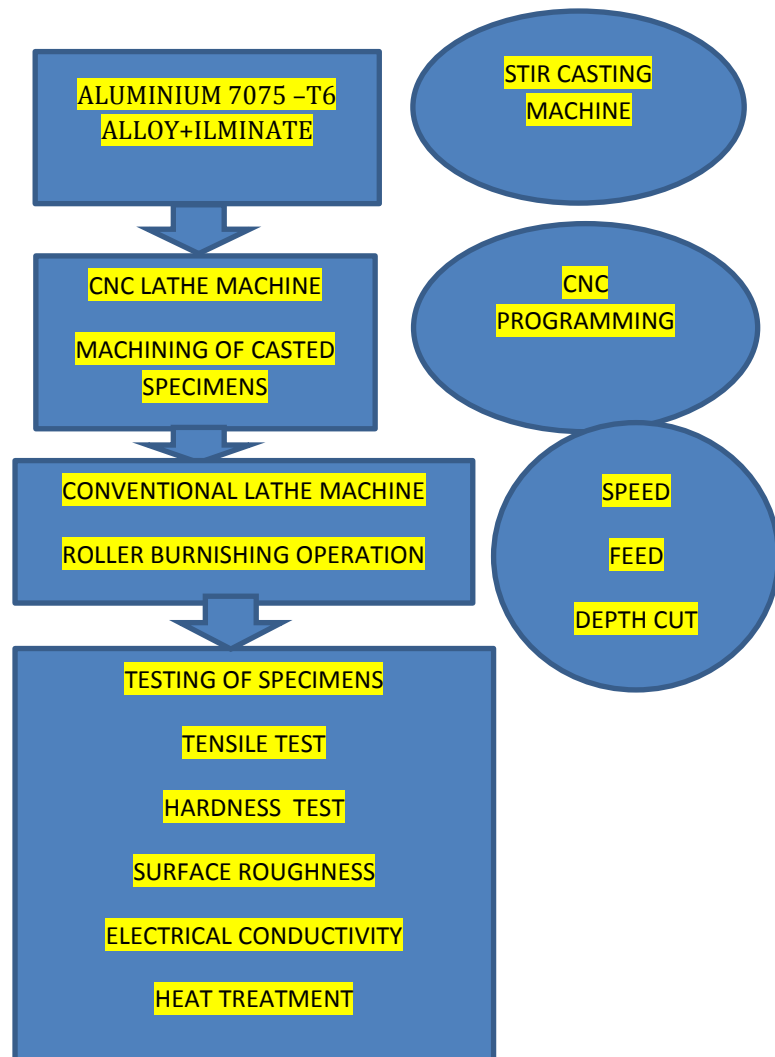 ALUMINIUM 7075 –T6
ALLOY+ILMINATE
STIR CASTING
MACHINE
CNC LATHE MACHINE
MACHINING OF CASTED
SPECIMENS
CNC
PROGRAMMING
CONVENTIONAL LATHE MACHINE
ROLLER BURNISHING OPERATION
SPEED
FEED
DEPTH CUT
TESTING OF SPECIMENS
TENSILE TEST
HARDNESS  TEST
SURFACE ROUGHNESS
ELECTRICAL CONDUCTIVITY
HEAT TREATMENT